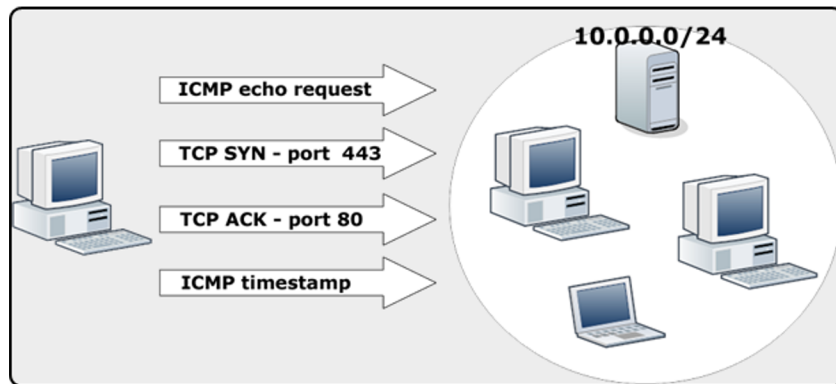 10.0.0.0/24
ICMP echo request
TCP SYN - port 443
TCP ACK - port 80
ICMP timestamp